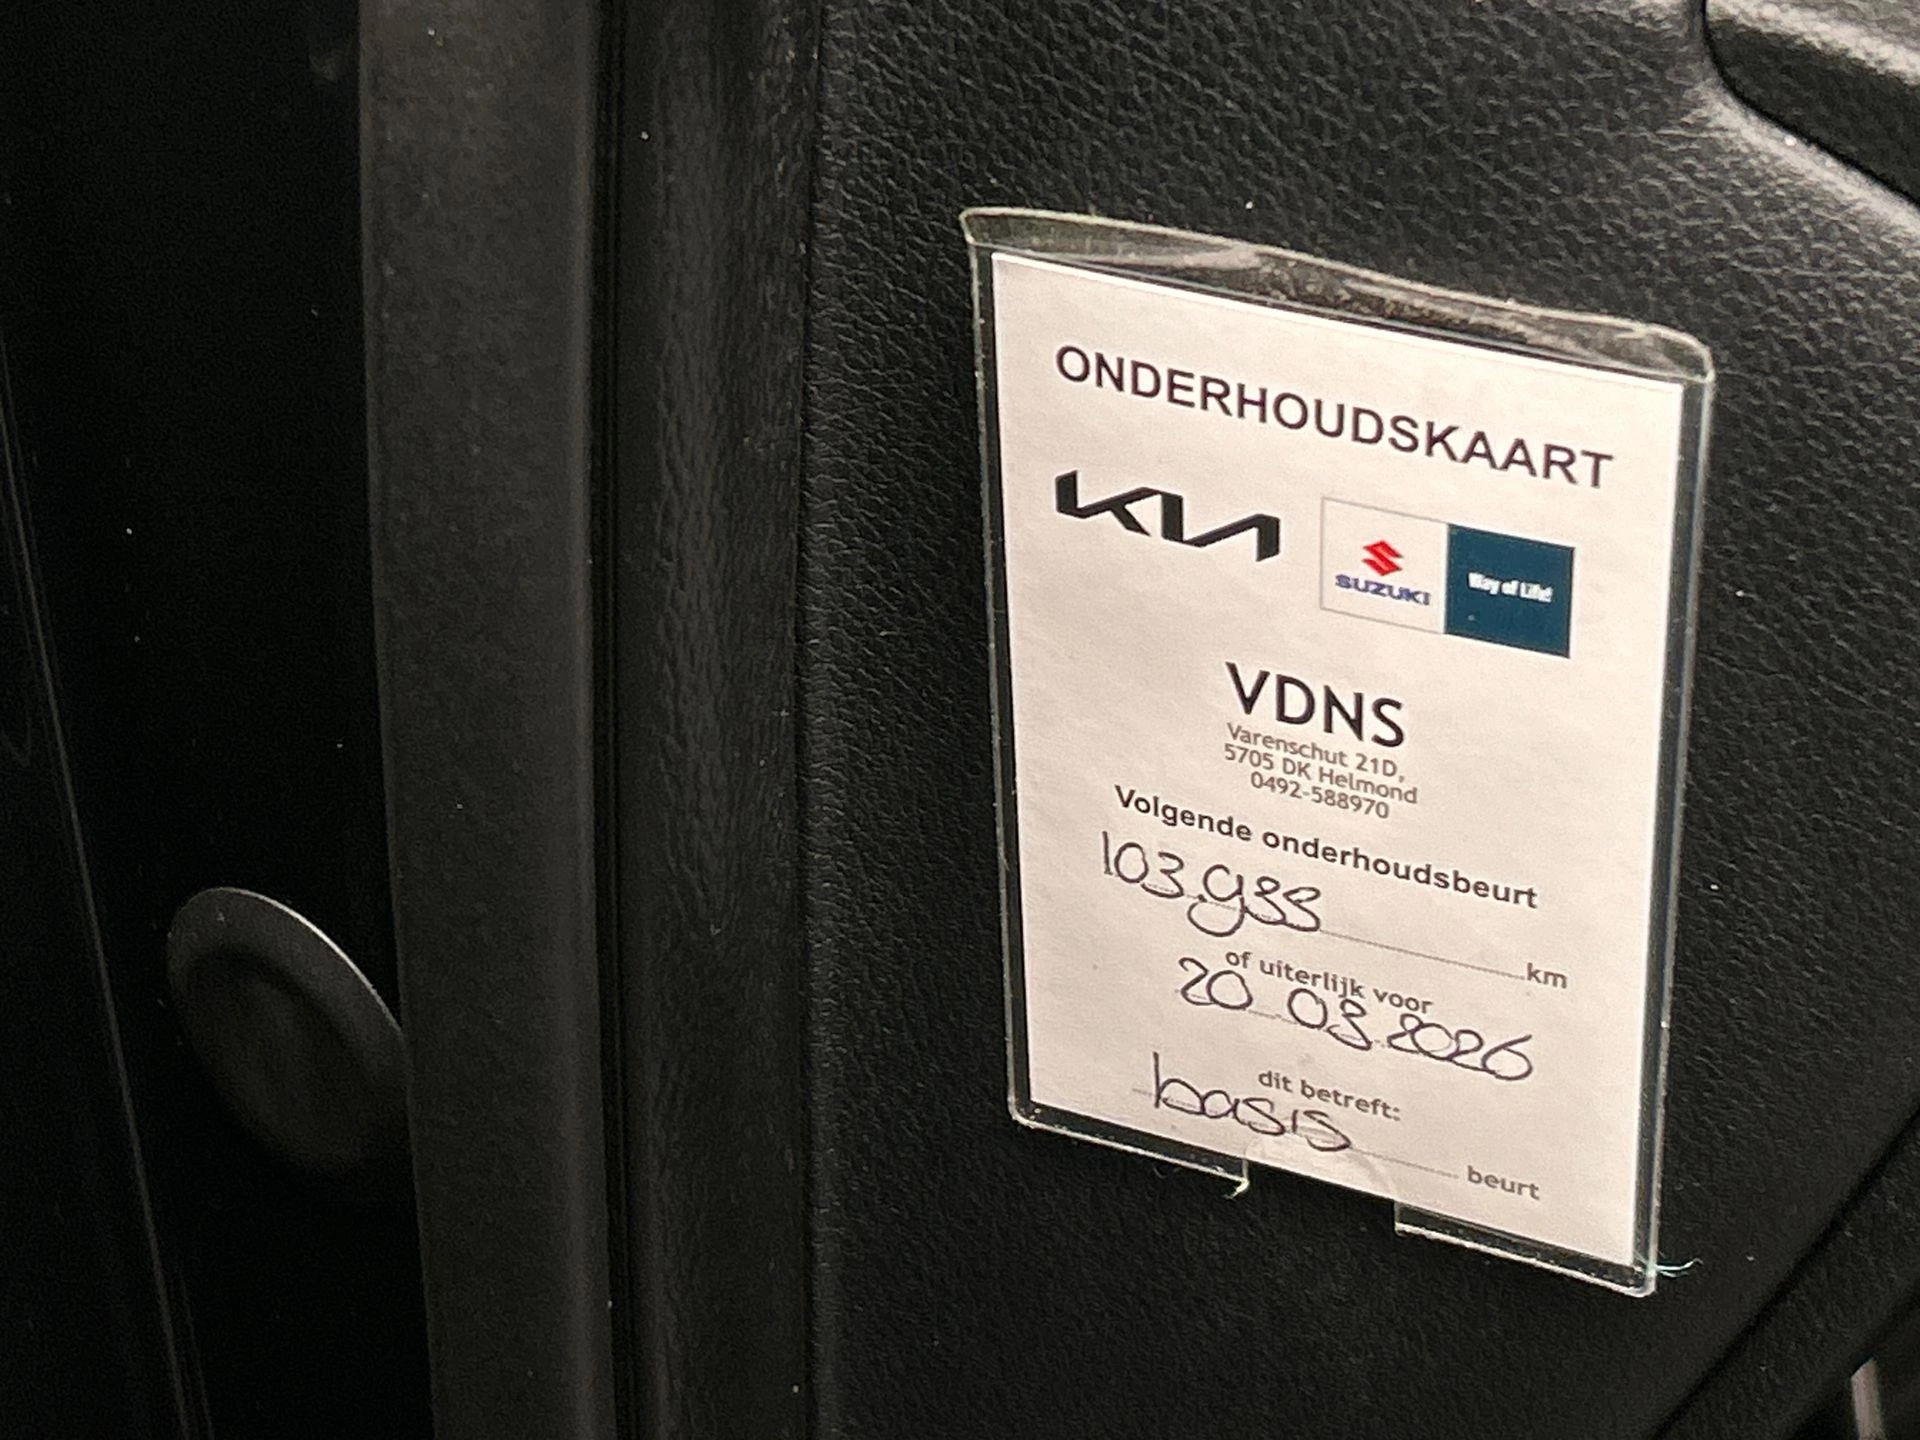 ONDERHOUDSKAART
KIA
SUZUKI Way of Life!
VDNS
Varenschut 21D,
5705 DK Helmond
0492-588970
Volgende onderhoudsbeurt
103.933 km
of uiterlijk voor
20.03.2026
dit betreft:
basis beurt